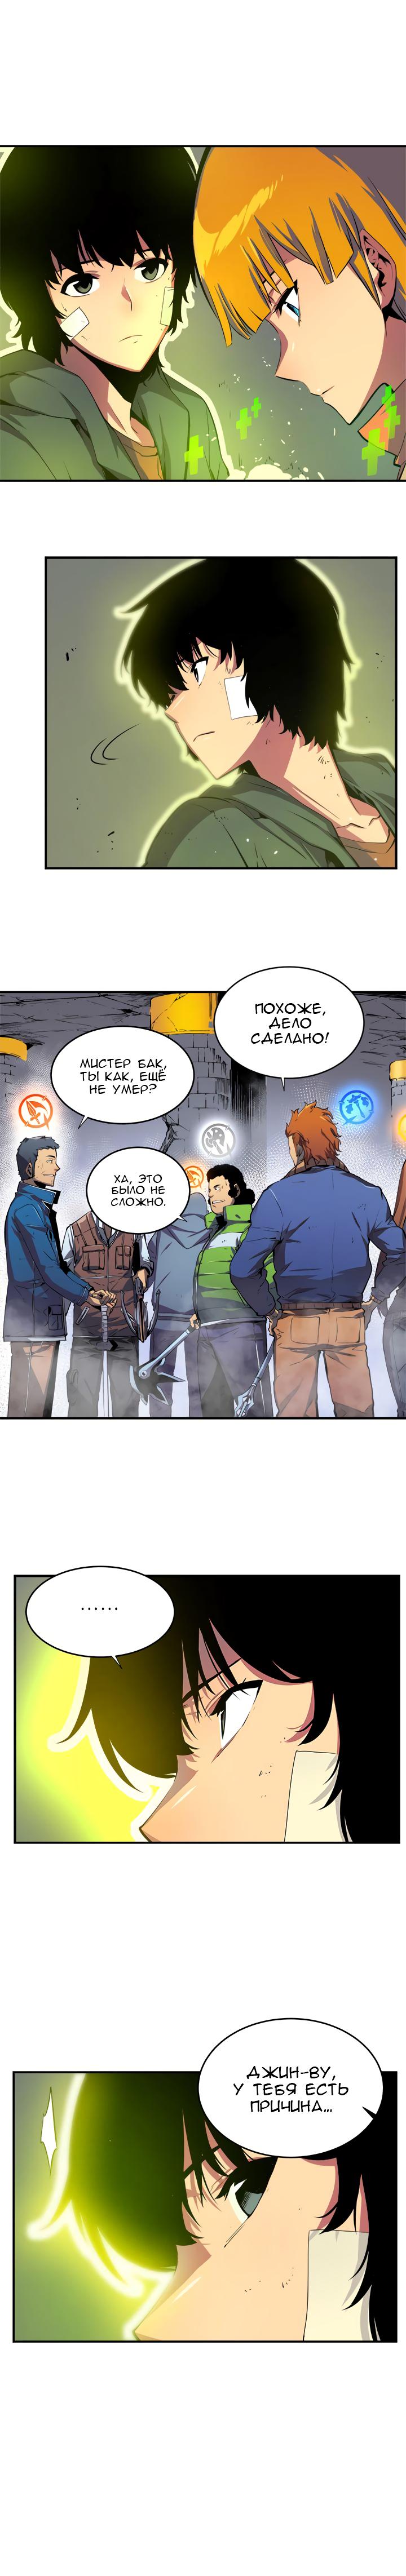 ПОХОЖЕ,
ДЕЛО
СДЕЛАНО!
МИСТЕР БАК,
ТЫ КАК, ЕЩЁ
НЕ УМЕР?
ХА, ЭТО
БЫЛО НЕ
СЛОЖНО.
......
ДЖИН-ВУ,
У ТЕБЯ ЕСТЬ
ПРИЧИНА...